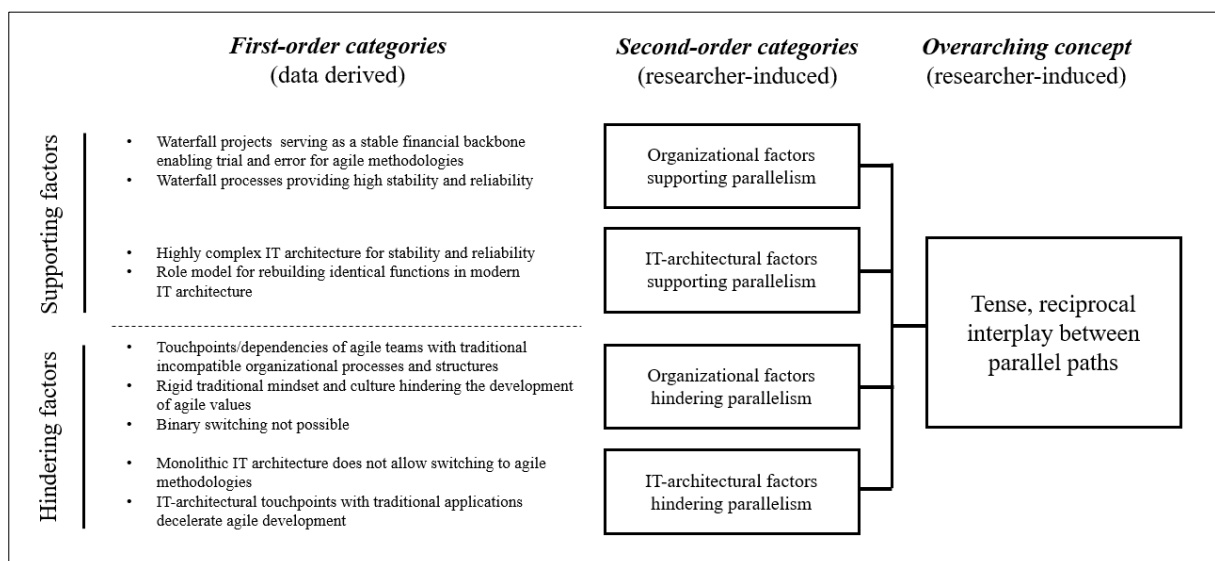 First-order categories
(data derived)
Second-order categories
(researcher-induced)
Overarching concept
(researcher-induced)
Supporting factors
• Waterfall projects serving as a stable financial backbone
enabling trial and error for agile methodologies
• Waterfall processes providing high stability and reliability
Organizational factors
supporting parallelism
• Highly complex IT architecture for stability and reliability
• Role model for rebuilding identical functions in modern
IT architecture
IT-architectural factors
supporting parallelism
Hindering factors
• Touchpoints/dependencies of agile teams with traditional
incompatible organizational processes and structures
• Rigid traditional mindset and culture hindering the development
of agile values
• Binary switching not possible
Organizational factors
hindering parallelism
• Monolithic IT architecture does not allow switching to agile
methodologies
• IT-architectural touchpoints with traditional applications
decelerate agile development
IT-architectural factors
hindering parallelism
Tense, reciprocal
interplay between
parallel paths